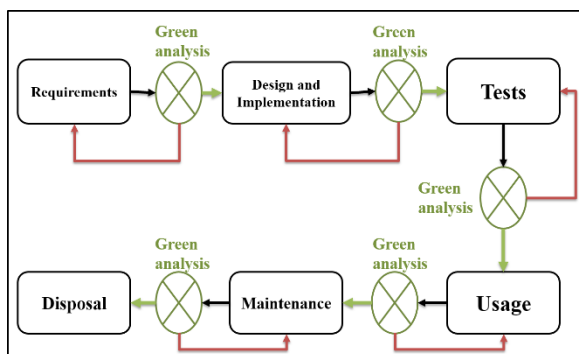 Green
analysis
Green
analysis
Requirements
Design and
Implementation
Tests
Green
analysis
Green
analysis
Green
analysis
Disposal
Maintenance
Usage